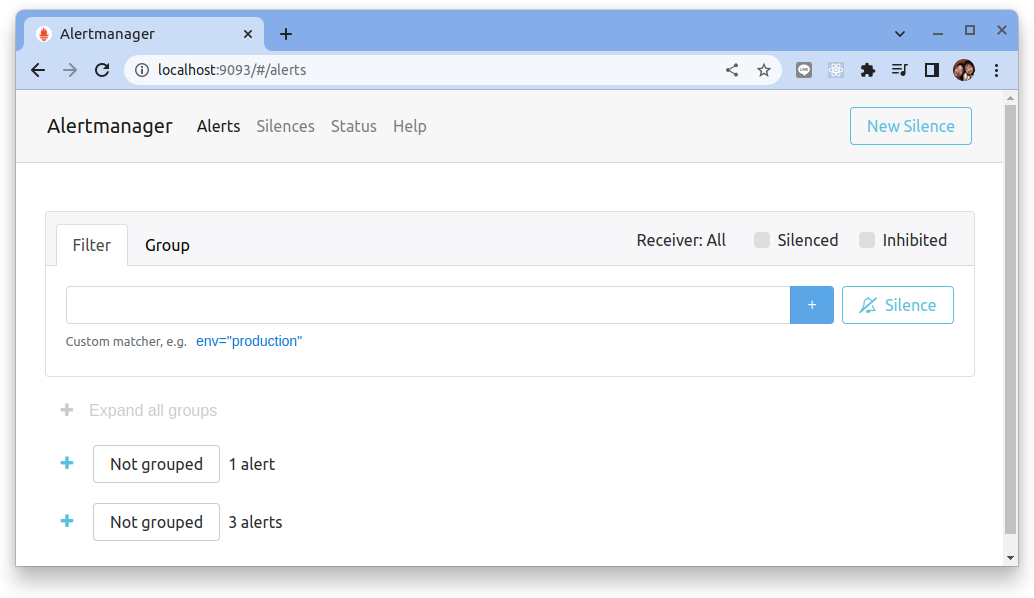 Alertmanager
localhost:9093/#/alerts
Alertmanager Alerts Silences Status Help New Silence
Filter Group Receiver: All Silenced Inhibited
+ Silence
Custom matcher, e.g. env="production"
+ Expand all groups
+ Not grouped 1 alert
+ Not grouped 3 alerts